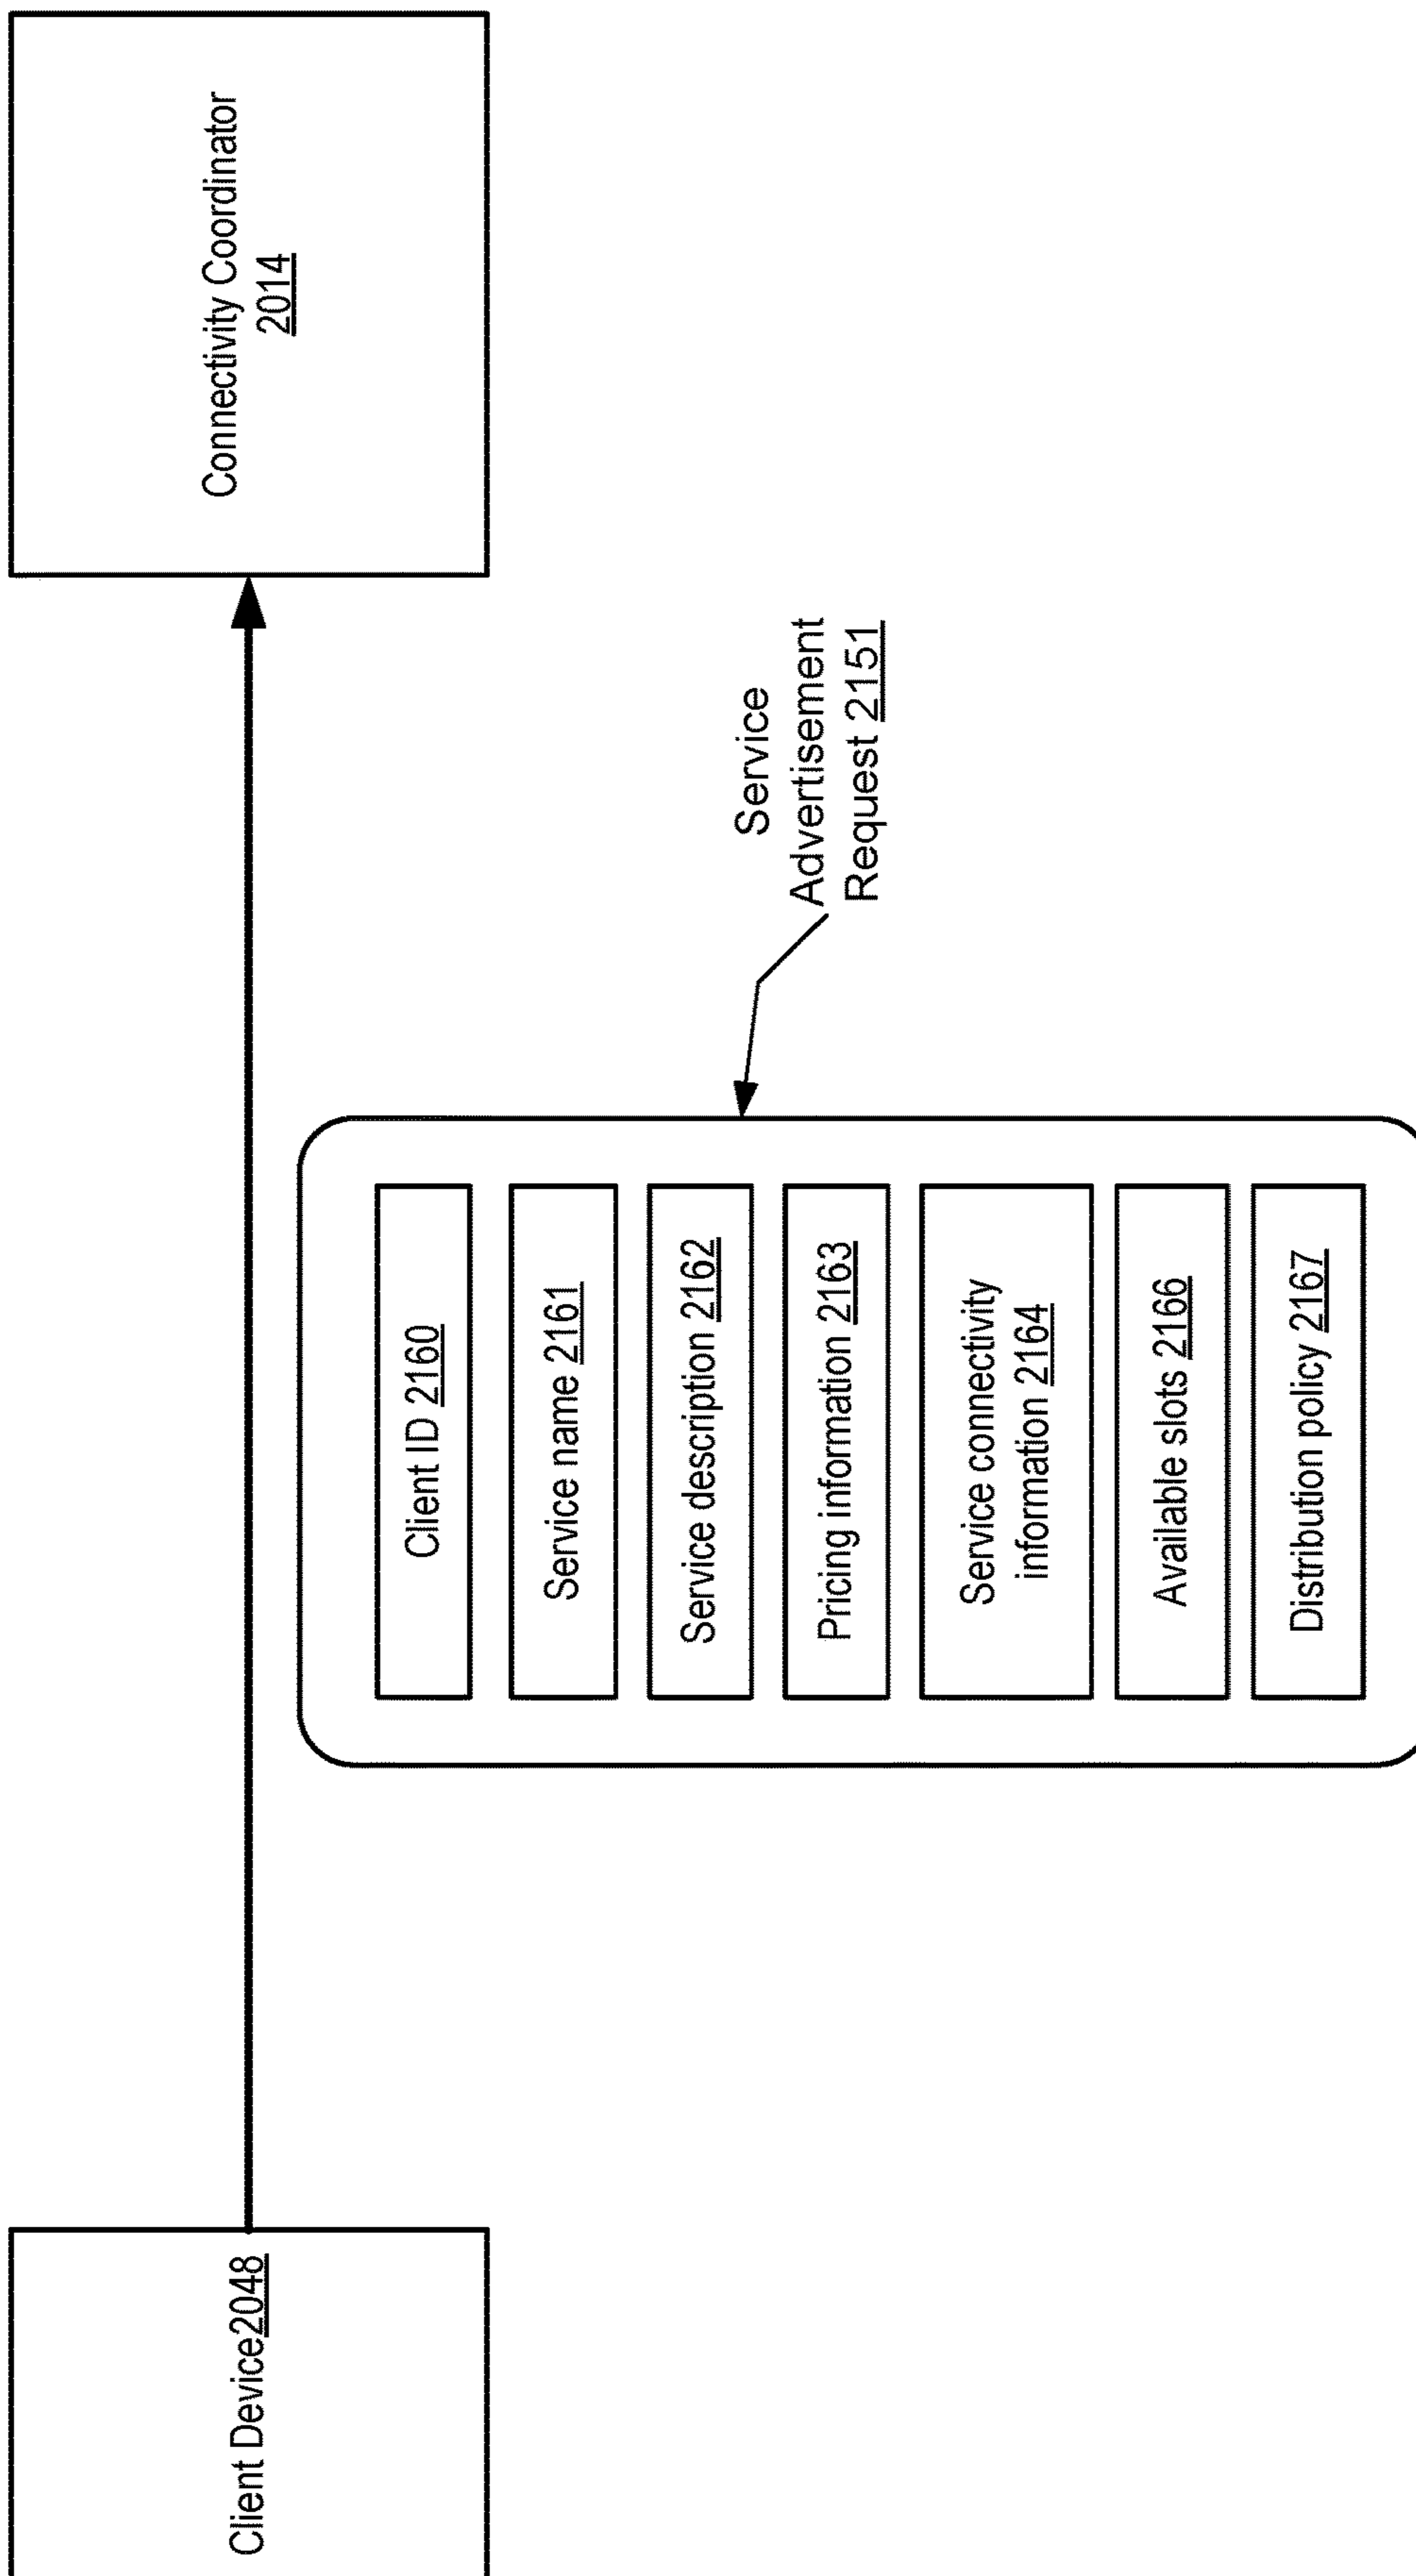 Client Device2048
Connectivity Coordinator
2014
Client ID 2160
Service name 2161
Service description 2162
Pricing information 2163
Service connectivity
information 2164
Available slots 2166
Distribution policy 2167
Service
Advertisement
Request 2151